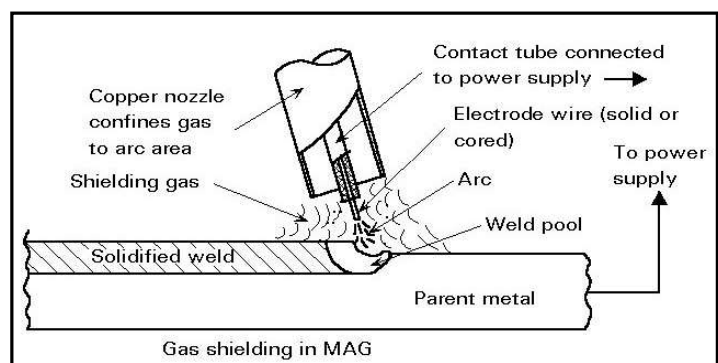 Contact tube connected
to power supply
Copper nozzle
confines gas
to arc area
Electrode wire (solid or
cored)
To power
supply
Shielding gas
Arc
Weld pool
Solidified weld
Parent metal
Gas shielding in MAG